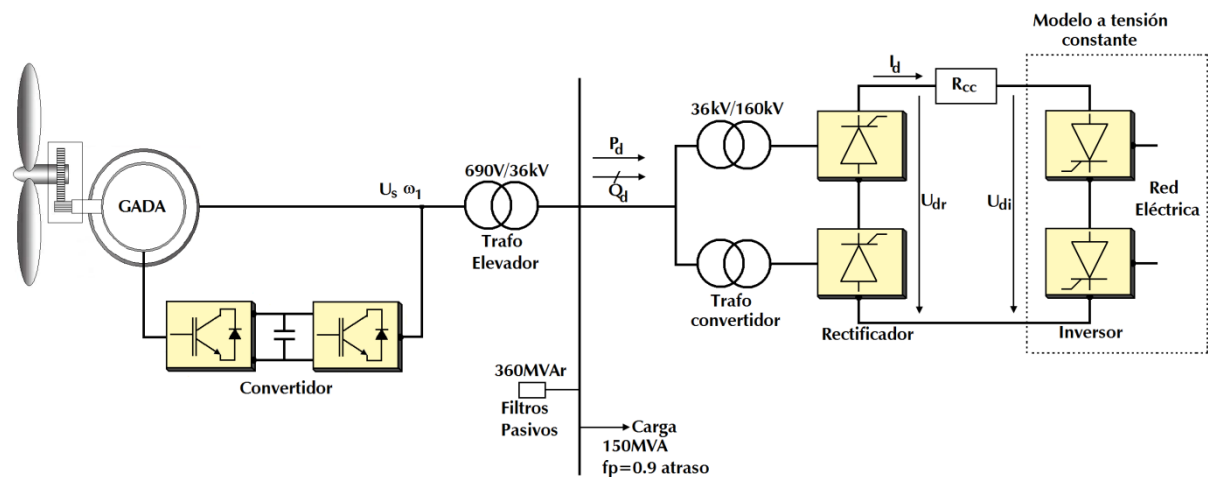 Modelo a tensión
constante
I_d
R_cc
36kV/160kV
P_d
Q_d
690V/36kV
U_s ω_1
GADA
Trafo
Elevador
U_dr
U_di
Red
Eléctrica
Trafo
convertidor
Rectificador
Inversor
Convertidor
360MVAr
Filtros
Pasivos
Carga
150MVA
fp=0.9 atraso